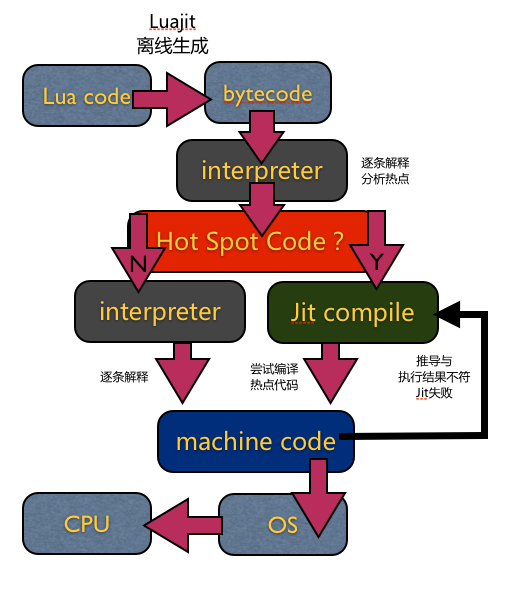 Luajit
离线生成
Lua code
bytecode
interpreter
逐条解释
分析热点
Hot Spot Code ?
N
Y
interpreter
Jit compile
逐条解释
尝试编译
热点代码
推导与
执行结果不符
Jit失败
machine code
CPU
OS